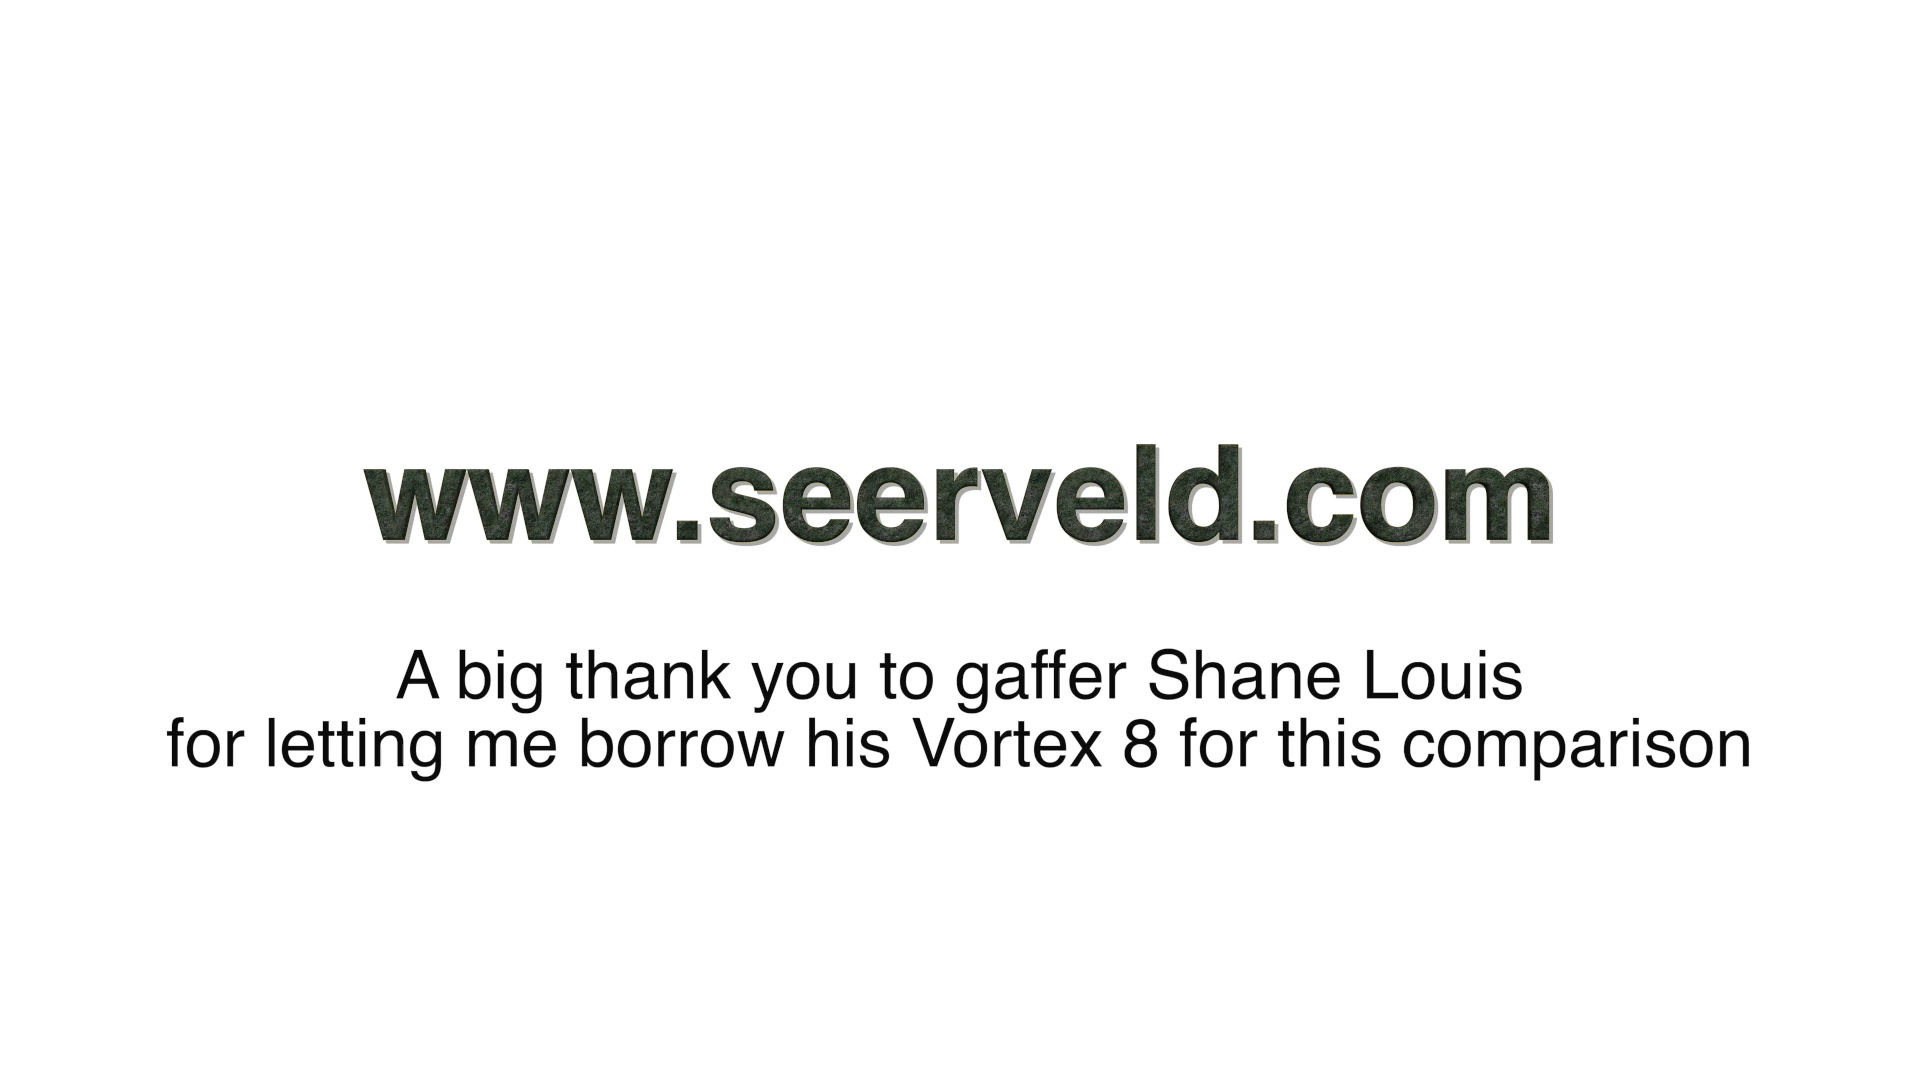 www.seerveld.com
A big thank you to gaffer Shane Louis
for letting me borrow his Vortex 8 for this comparison